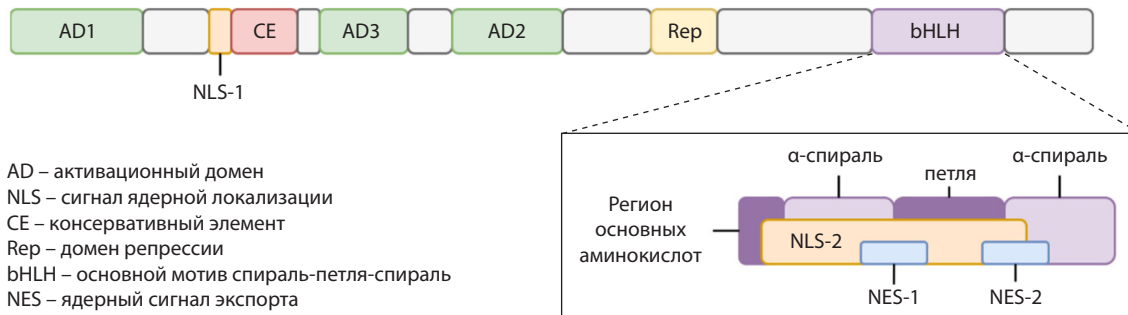 AD1
CE
AD3
AD2
Rep
bHLH
NLS-1
AD – активационный домен
NLS – сигнал ядерной локализации
CE – консервативный элемент
Rep – домен репрессии
bHLH – основной мотив спираль-петля-спираль
NES – ядерный сигнал экспорта
α-спираль
петля
α-спираль
Регион
основных
аминокислот
NLS-2
NES-1
NES-2